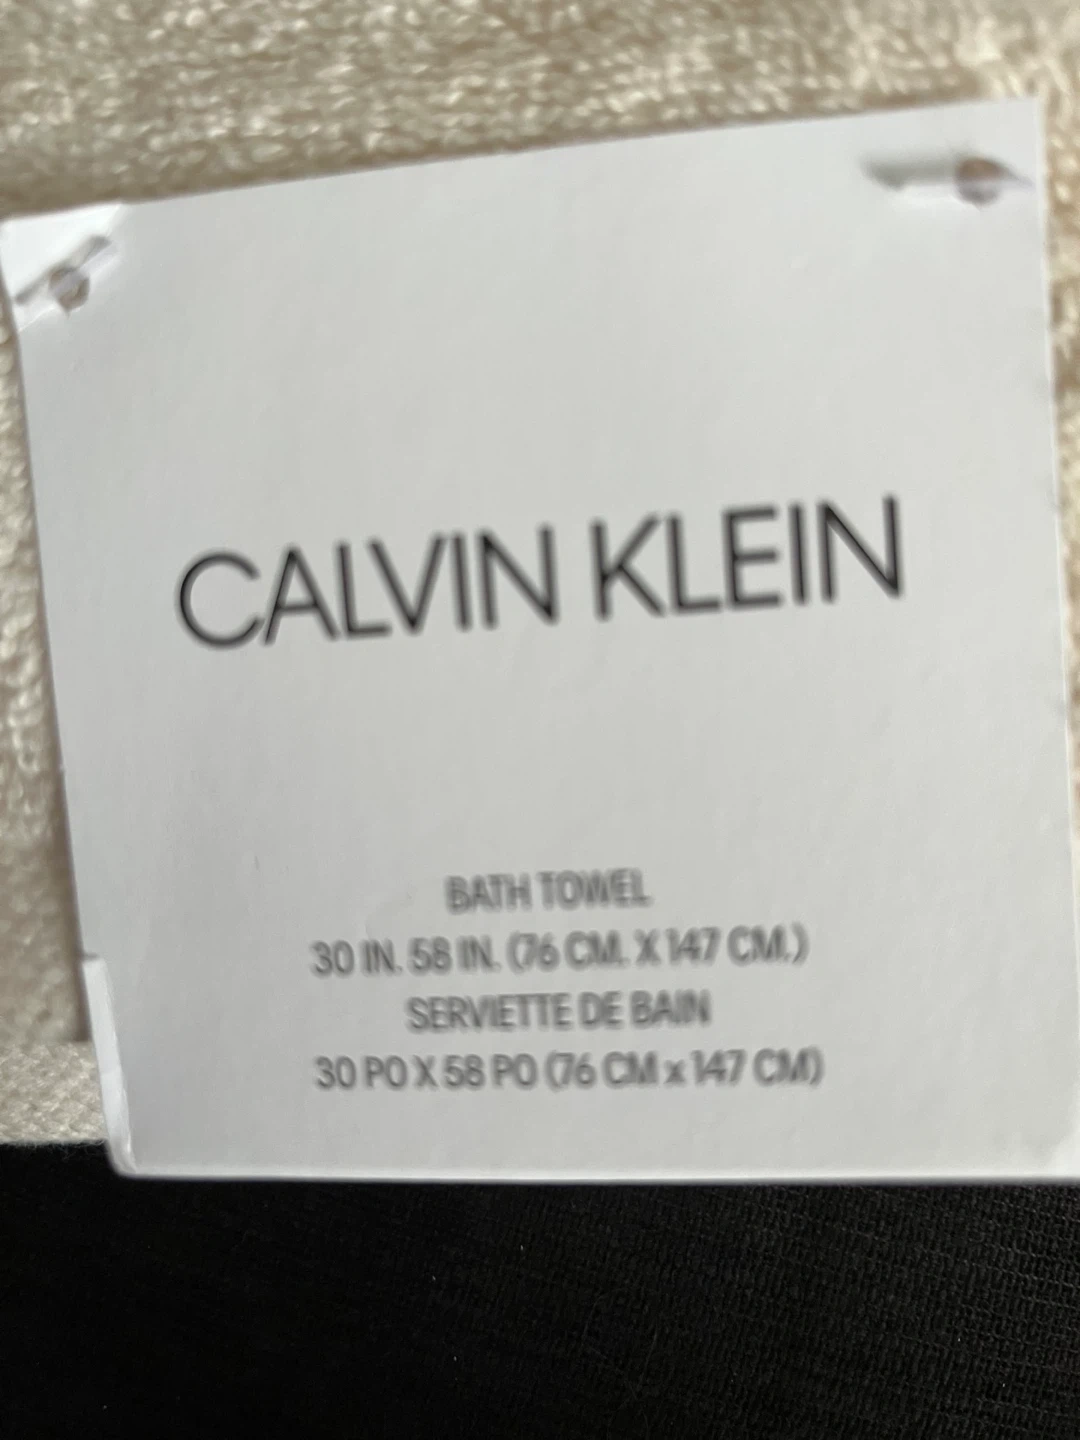 CALVIN KLEIN
BATH TOWEL
30 IN. 58 IN. (76 CM. X 147 CM.)
SERVIETTE DE BAIN
30 PO X 58 PO (76 CM x 147 CM)